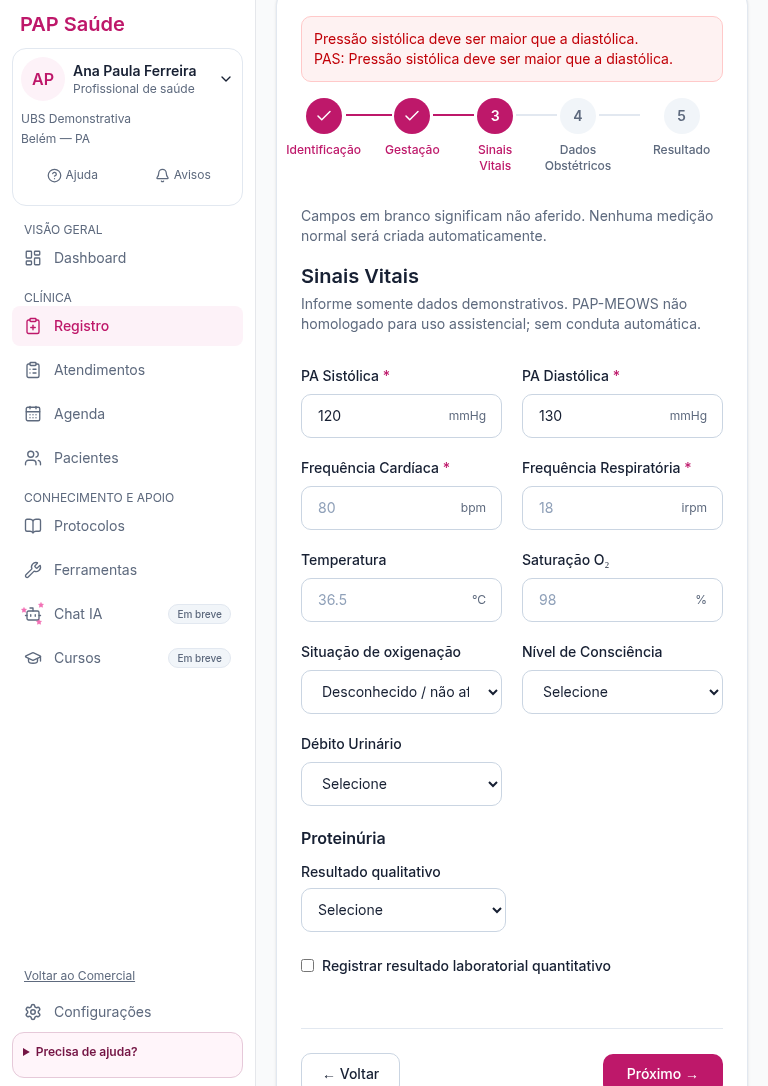 PAP Saúde
AP
Ana Paula Ferreira
Profissional de saúde
UBS Demonstrativa
Belém — PA
Ajuda
Avisos
VISÃO GERAL
Dashboard
CLÍNICA
Registro
Atendimentos
Agenda
Pacientes
CONHECIMENTO E APOIO
Protocolos
Ferramentas
Chat IA
Em breve
Cursos
Em breve
Voltar ao Comercial
Configurações
Precisa de ajuda?
Pressão sistólica deve ser maior que a diastólica.
PAS: Pressão sistólica deve ser maior que a diastólica.
3
4
5
Identificação
Gestação
Sinais
Vitais
Dados
Obstétricos
Resultado
Campos em branco significam não aferido. Nenhuma medição
normal será criada automaticamente.
Sinais Vitais
Informe somente dados demonstrativos. PAP-MEOWS não
homologado para uso assistencial; sem conduta automática.
PA Sistólica *
PA Diastólica *
120 mmHg
130 mmHg
Frequência Cardíaca *
Frequência Respiratória *
80 bpm
18 irpm
Temperatura
Saturação O₂
36.5 °C
98 %
Situação de oxigenação
Nível de Consciência
Desconhecido / não af
Selecione
Débito Urinário
Selecione
Proteinúria
Resultado qualitativo
Selecione
Registrar resultado laboratorial quantitativo
← Voltar
Próximo →